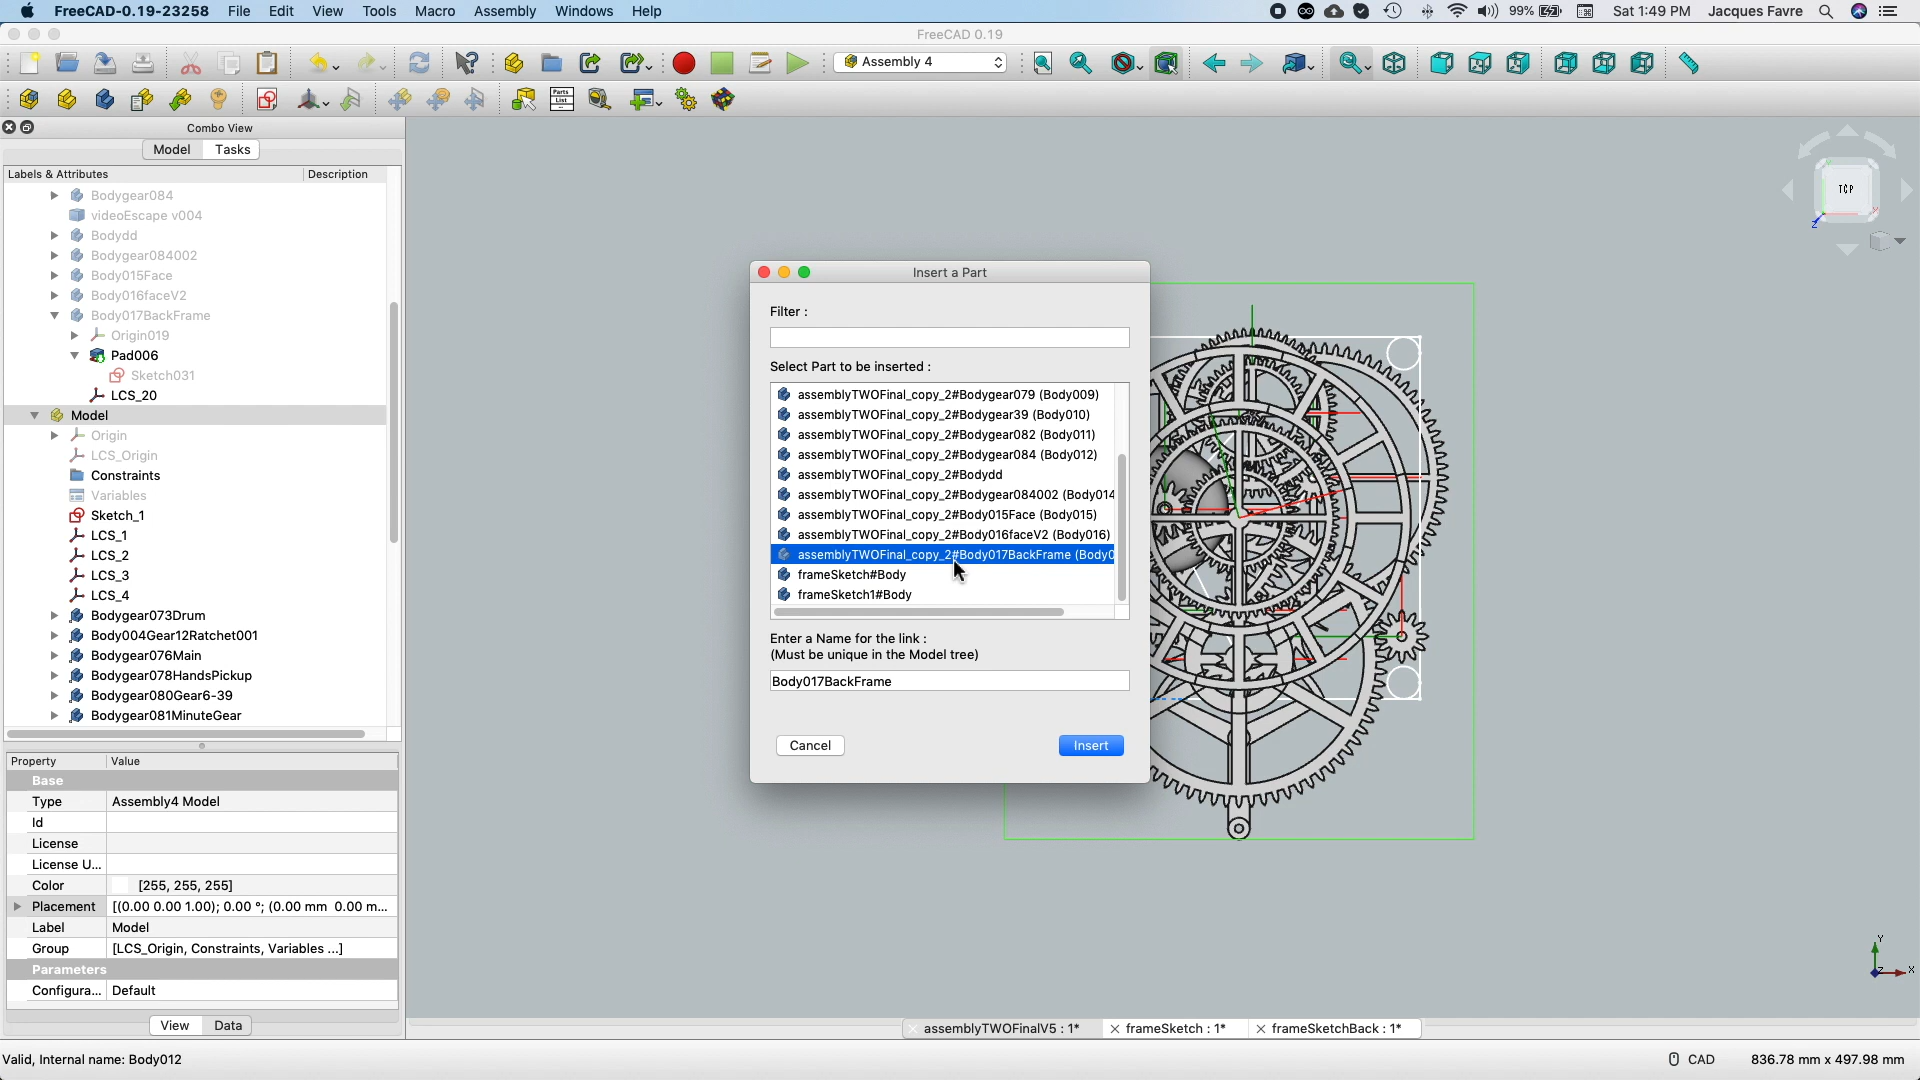 FreeCAD-0.19-23258 File Edit View Tools Macro Assembly Windows Help 99% Sat 1:49 PM Jacques Favre
FreeCAD 0.19
Assembly 4
Parts List
Combo View
Model Tasks
Labels & Attributes Description
Bodygear084
videoEscape v004
Bodydd
Bodygear084002
Body015Face
Body016faceV2
Body017BackFrame
Origin019
Pad006
Sketch031
LCS_20
Model
Origin
LCS_Origin
Constraints
Variables
Sketch_1
LCS_1
LCS_2
LCS_3
LCS_4
Bodygear073Drum
Body004Gear12Ratchet001
Bodygear076Main
Bodygear078HandsPickup
Bodygear080Gear6-39
Bodygear081MinuteGear
Property Value
Base
Type Assembly4 Model
Id
License
License U...
Color [255, 255, 255]
Placement [(0.00 0.00 1.00); 0.00 °; (0.00 mm 0.00 m...
Label Model
Group [LCS_Origin, Constraints, Variables ...]
Parameters
Configura... Default
View Data
Valid, Internal name: Body012
Insert a Part
Filter :
Select Part to be inserted :
assemblyTWOFinal_copy_2#Bodygear079 (Body009)
assemblyTWOFinal_copy_2#Bodygear39 (Body010)
assemblyTWOFinal_copy_2#Bodygear082 (Body011)
assemblyTWOFinal_copy_2#Bodygear084 (Body012)
assemblyTWOFinal_copy_2#Bodydd
assemblyTWOFinal_copy_2#Bodygear084002 (Body014
assemblyTWOFinal_copy_2#Body015Face (Body015)
assemblyTWOFinal_copy_2#Body016faceV2 (Body016)
assemblyTWOFinal_copy_2#Body017BackFrame (Body0
frameSketch#Body
frameSketch1#Body
Enter a Name for the link :
(Must be unique in the Model tree)
Body017BackFrame
Cancel Insert
TOP
Z
Y
Z X
assemblyTWOFinalV5 : 1* frameSketch : 1* frameSketchBack : 1*
CAD 836.78 mm x 497.98 mm